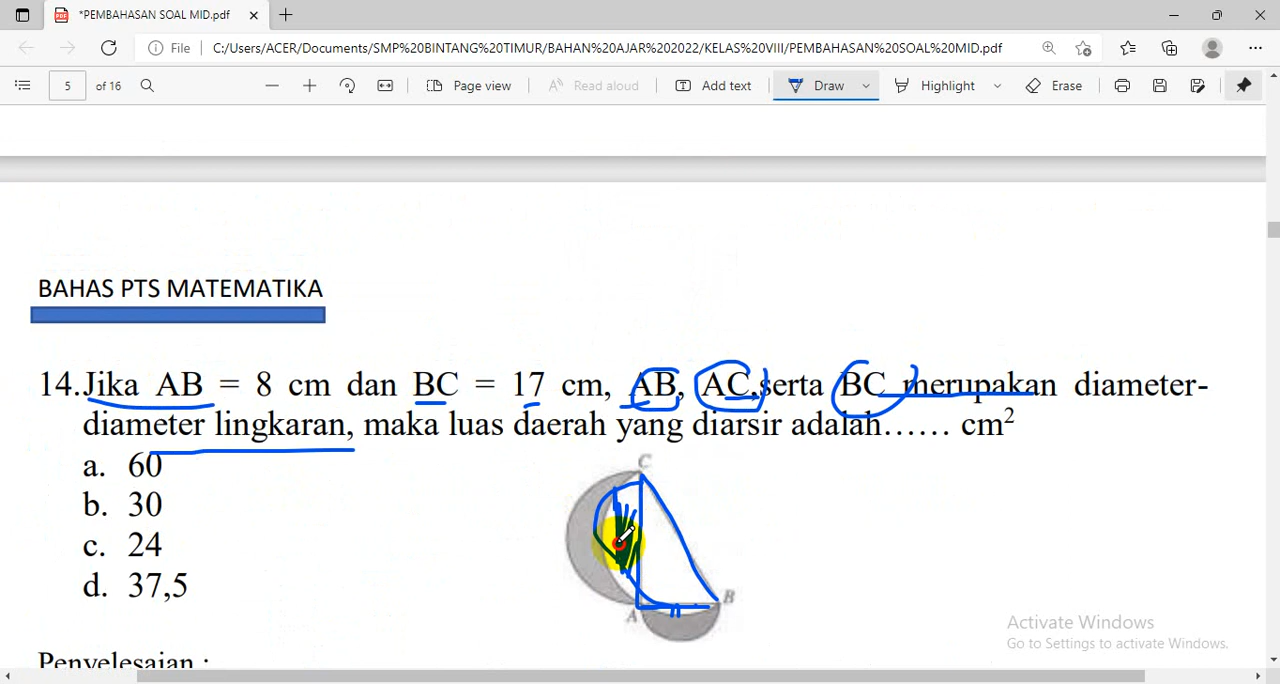 *PEMBAHASAN SOAL MID.pdf
File
C:/Users/ACER/Documents/SMP%20BINTANG%20TIMUR/BAHAN%20AJAR%202022/KELAS%20VIII/PEMBAHASAN%20SOAL%20MID.pdf
5 of 16
Page view
Read aloud
Add text
Draw
Highlight
Erase
BAHAS PTS MATEMATIKA
14.Jika AB = 8 cm dan BC = 17 cm, AB, AC,serta BC merupakan diameter-
diameter lingkaran, maka luas daerah yang diarsir adalah…… cm²
a. 60
b. 30
c. 24
d. 37,5
C
B
A
Activate Windows
Go to Settings to activate Windows.
Penyelesaian :